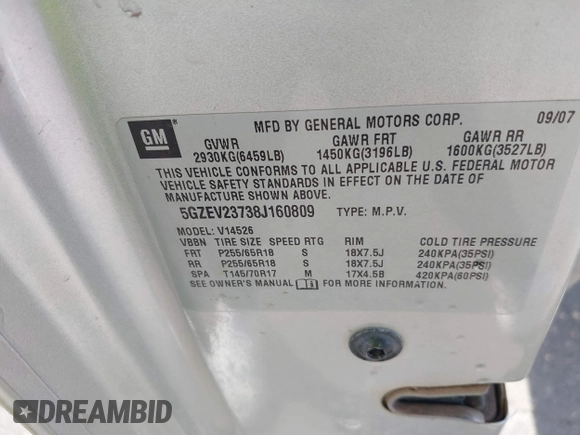 GM
MFD BY GENERAL MOTORS CORP. 09/07
GVWR GAWR FRT GAWR RR
2930KG(6459LB) 1450KG(3196LB) 1600KG(3527LB)
THIS VEHICLE CONFORMS TO ALL APPLICABLE U.S. FEDERAL MOTOR
VEHICLE SAFETY STANDARDS IN EFFECT ON THE DATE OF
MANUFACTURE SHOWN ABOVE.
5GZEV23738J160809 TYPE: M.P.V.
MODEL: V14526
VBBN TIRE SIZE SPEED RTG RIM COLD TIRE PRESSURE
FRT P255/65R18 S 18X7.5J 240KPA(35PSI)
RR P255/65R18 S 18X7.5J 240KPA(35PSI)
SPA T145/70R17 M 17X4.5B 420KPA(60PSI)
SEE OWNER'S MANUAL FOR MORE INFORMATION.
DREAMBID